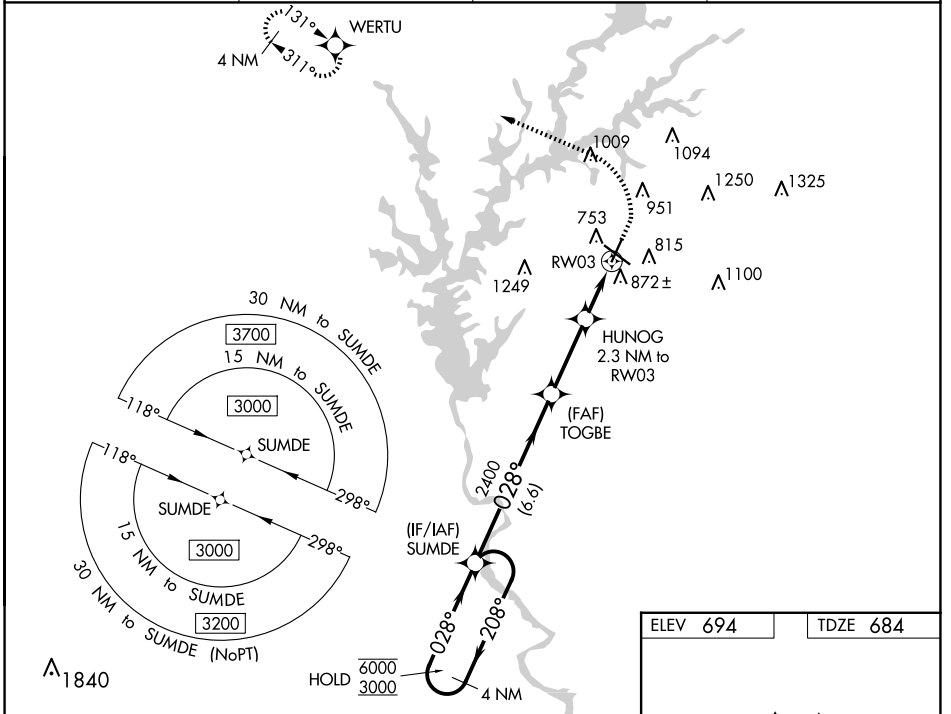 131°
WERTU
4 NM
311°
1009
1094
1250
1325
951
753
815
RW03
872±
1249
1100
HUNOG
2.3 NM to
RW03
(FAF)
TOGBE
30 NM to SUMDE
3700
15 NM to SUMDE
3000
118°
SUMDE
298°
118°
SUMDE
298°
3000
15 NM to SUMDE
3200
30 NM to SUMDE (NoPT)
2400
028°
(6.6)
(IF/IAF)
SUMDE
028°
208°
HOLD
6000
3000
4 NM
1840
ELEV 694
TDZE 684